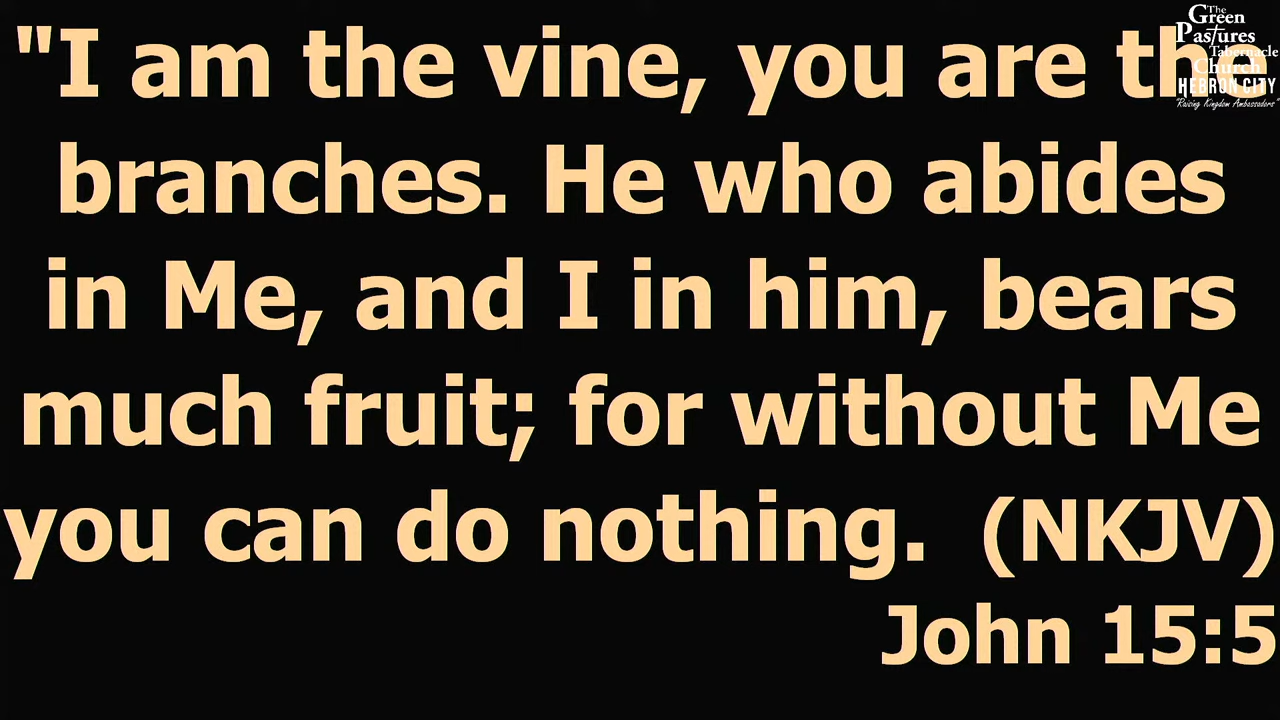 "I am the vine, you are the
branches. He who abides
in Me, and I in him, bears
much fruit; for without Me
you can do nothing. (NKJV)
John 15:5
The
Green
Pastures
Tabernacle
Church
HEBRON CITY
"Raising Kingdom Ambassadors"